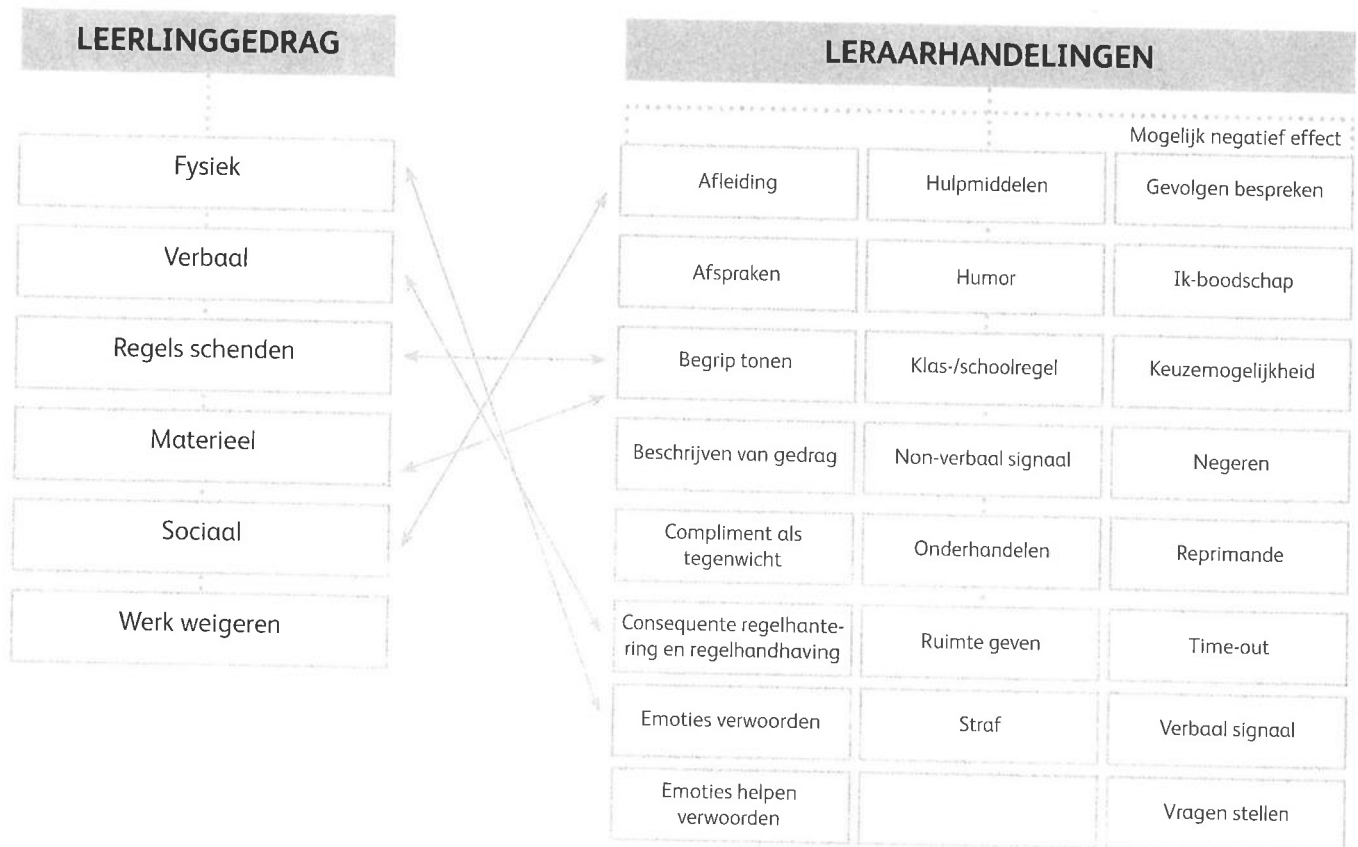 LEERLINGGEDRAG
Fysiek
Verbaal
Regels schenden
Materieel
Sociaal
Werk weigeren
LERAARHANDELINGEN
Mogelijk negatief effect
Afleiding
Hulpmiddelen
Gevolgen bespreken
Afspraken
Humor
Ik-boodschap
Begrip tonen
Klas-/schoolregel
Keuzemogelijkheid
Beschrijven van gedrag
Non-verbaal signaal
Negeren
Compliment als
tegenwicht
Onderhandelen
Reprimande
Consequente regelhante-
ring en regelhandhaving
Ruimte geven
Time-out
Emoties verwoorden
Straf
Verbaal signaal
Emoties helpen
verwoorden
Vragen stellen